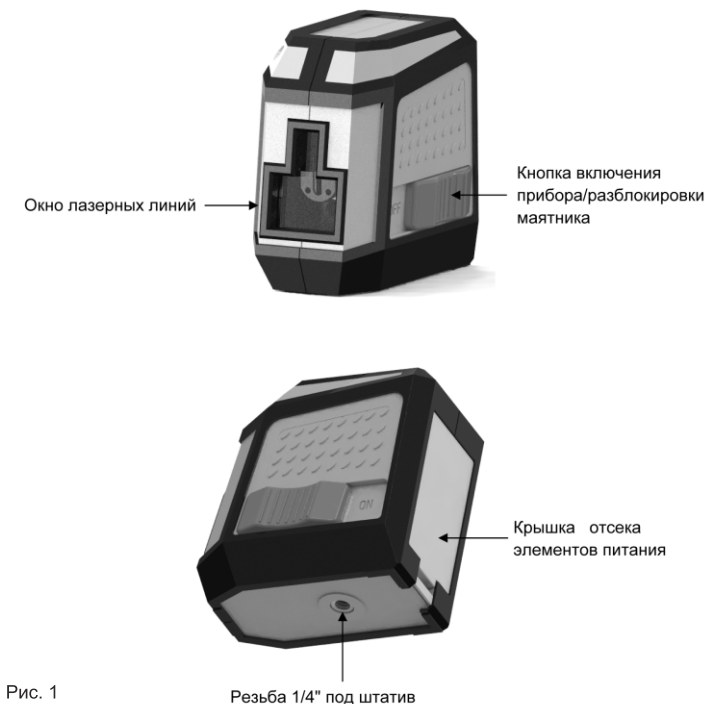 Окно лазерных линий
FF
Кнопка включения
прибора/разблокировки
маятника
ON
Крышка отсека
элементов питания
Резьба 1/4" под штатив
Рис. 1